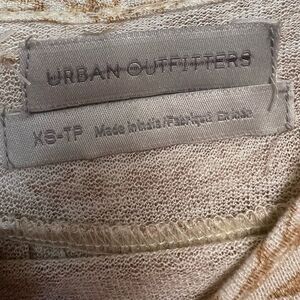 URBAN OUTFITTERS
XS-TP Made in India/Fabriqué En Inde